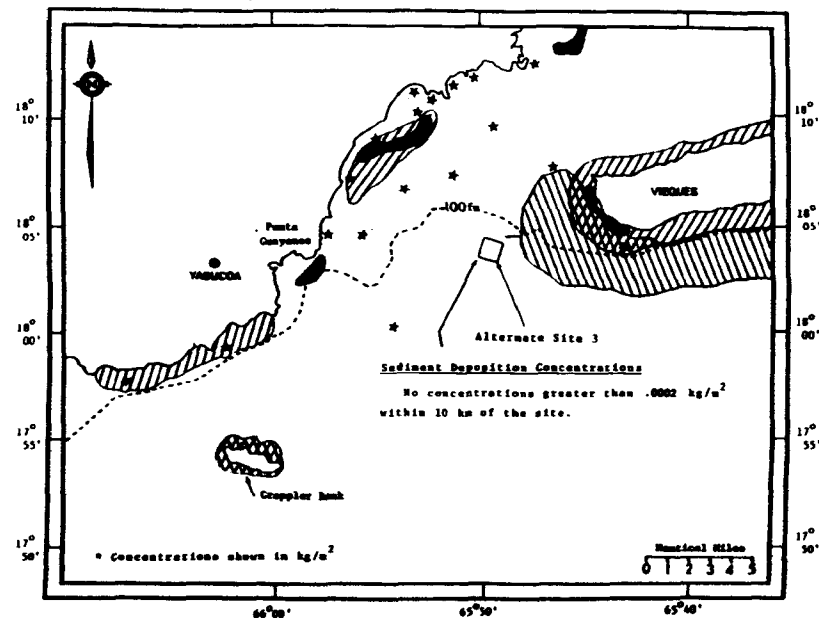 18°
10'
18°
10'
VIEQUES
100fm
18°
05'
18°
05'
Punta
Guayanes
YABUCOA
18°
00'
18°
00'
Alternate Site 3
Sediment Deposition Concentrations
No concentrations greater than .0002 kg/m²
within 10 km of the site.
17°
55'
17°
55'
Grappler Bank
17°
50'
17°
50'
* Concentrations shown in kg/m²
Nautical Miles
0 1 2 3 4 5
66°00'
65°50'
65°40'